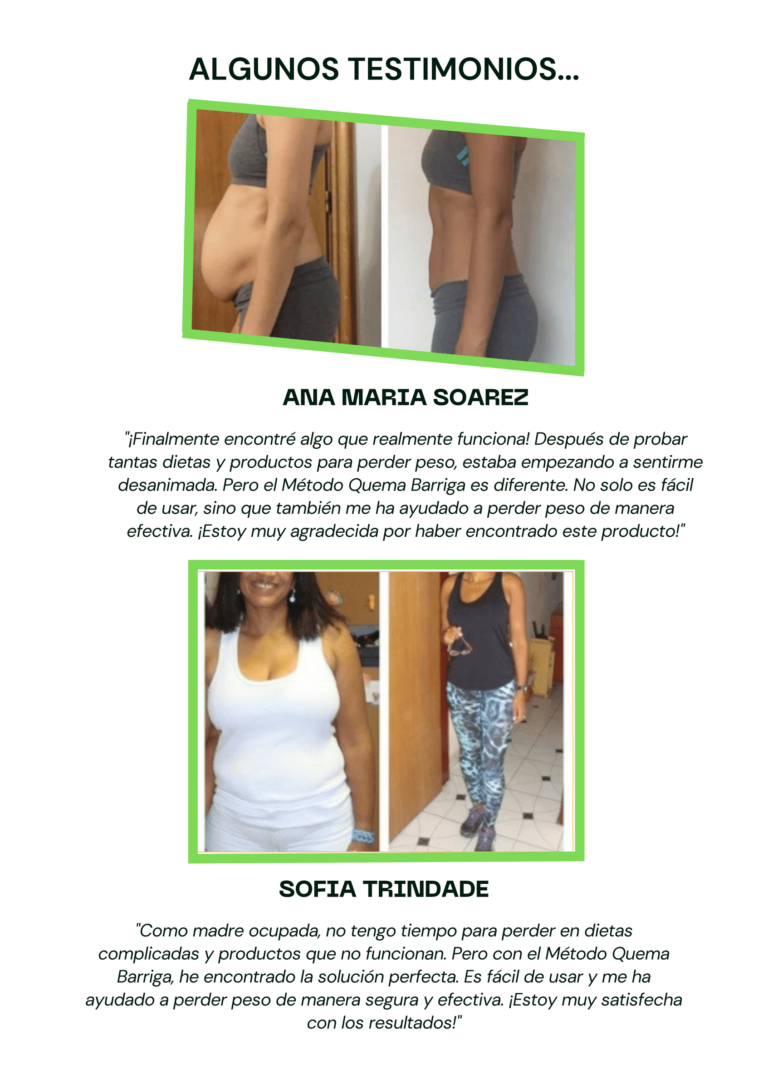 ALGUNOS TESTIMONIOS...
ANA MARIA SOAREZ
"¡Finalmente encontré algo que realmente funciona! Después de probar
tantas dietas y productos para perder peso, estaba empezando a sentirme
desanimada. Pero el Método Quema Barriga es diferente. No solo es fácil
de usar, sino que también me ha ayudado a perder peso de manera
efectiva. ¡Estoy muy agradecida por haber encontrado este producto!"
SOFIA TRINDADE
"Como madre ocupada, no tengo tiempo para perder en dietas
complicadas y productos que no funcionan. Pero con el Método Quema
Barriga, he encontrado la solución perfecta. Es fácil de usar y me ha
ayudado a perder peso de manera segura y efectiva. ¡Estoy muy satisfecha
con los resultados!"